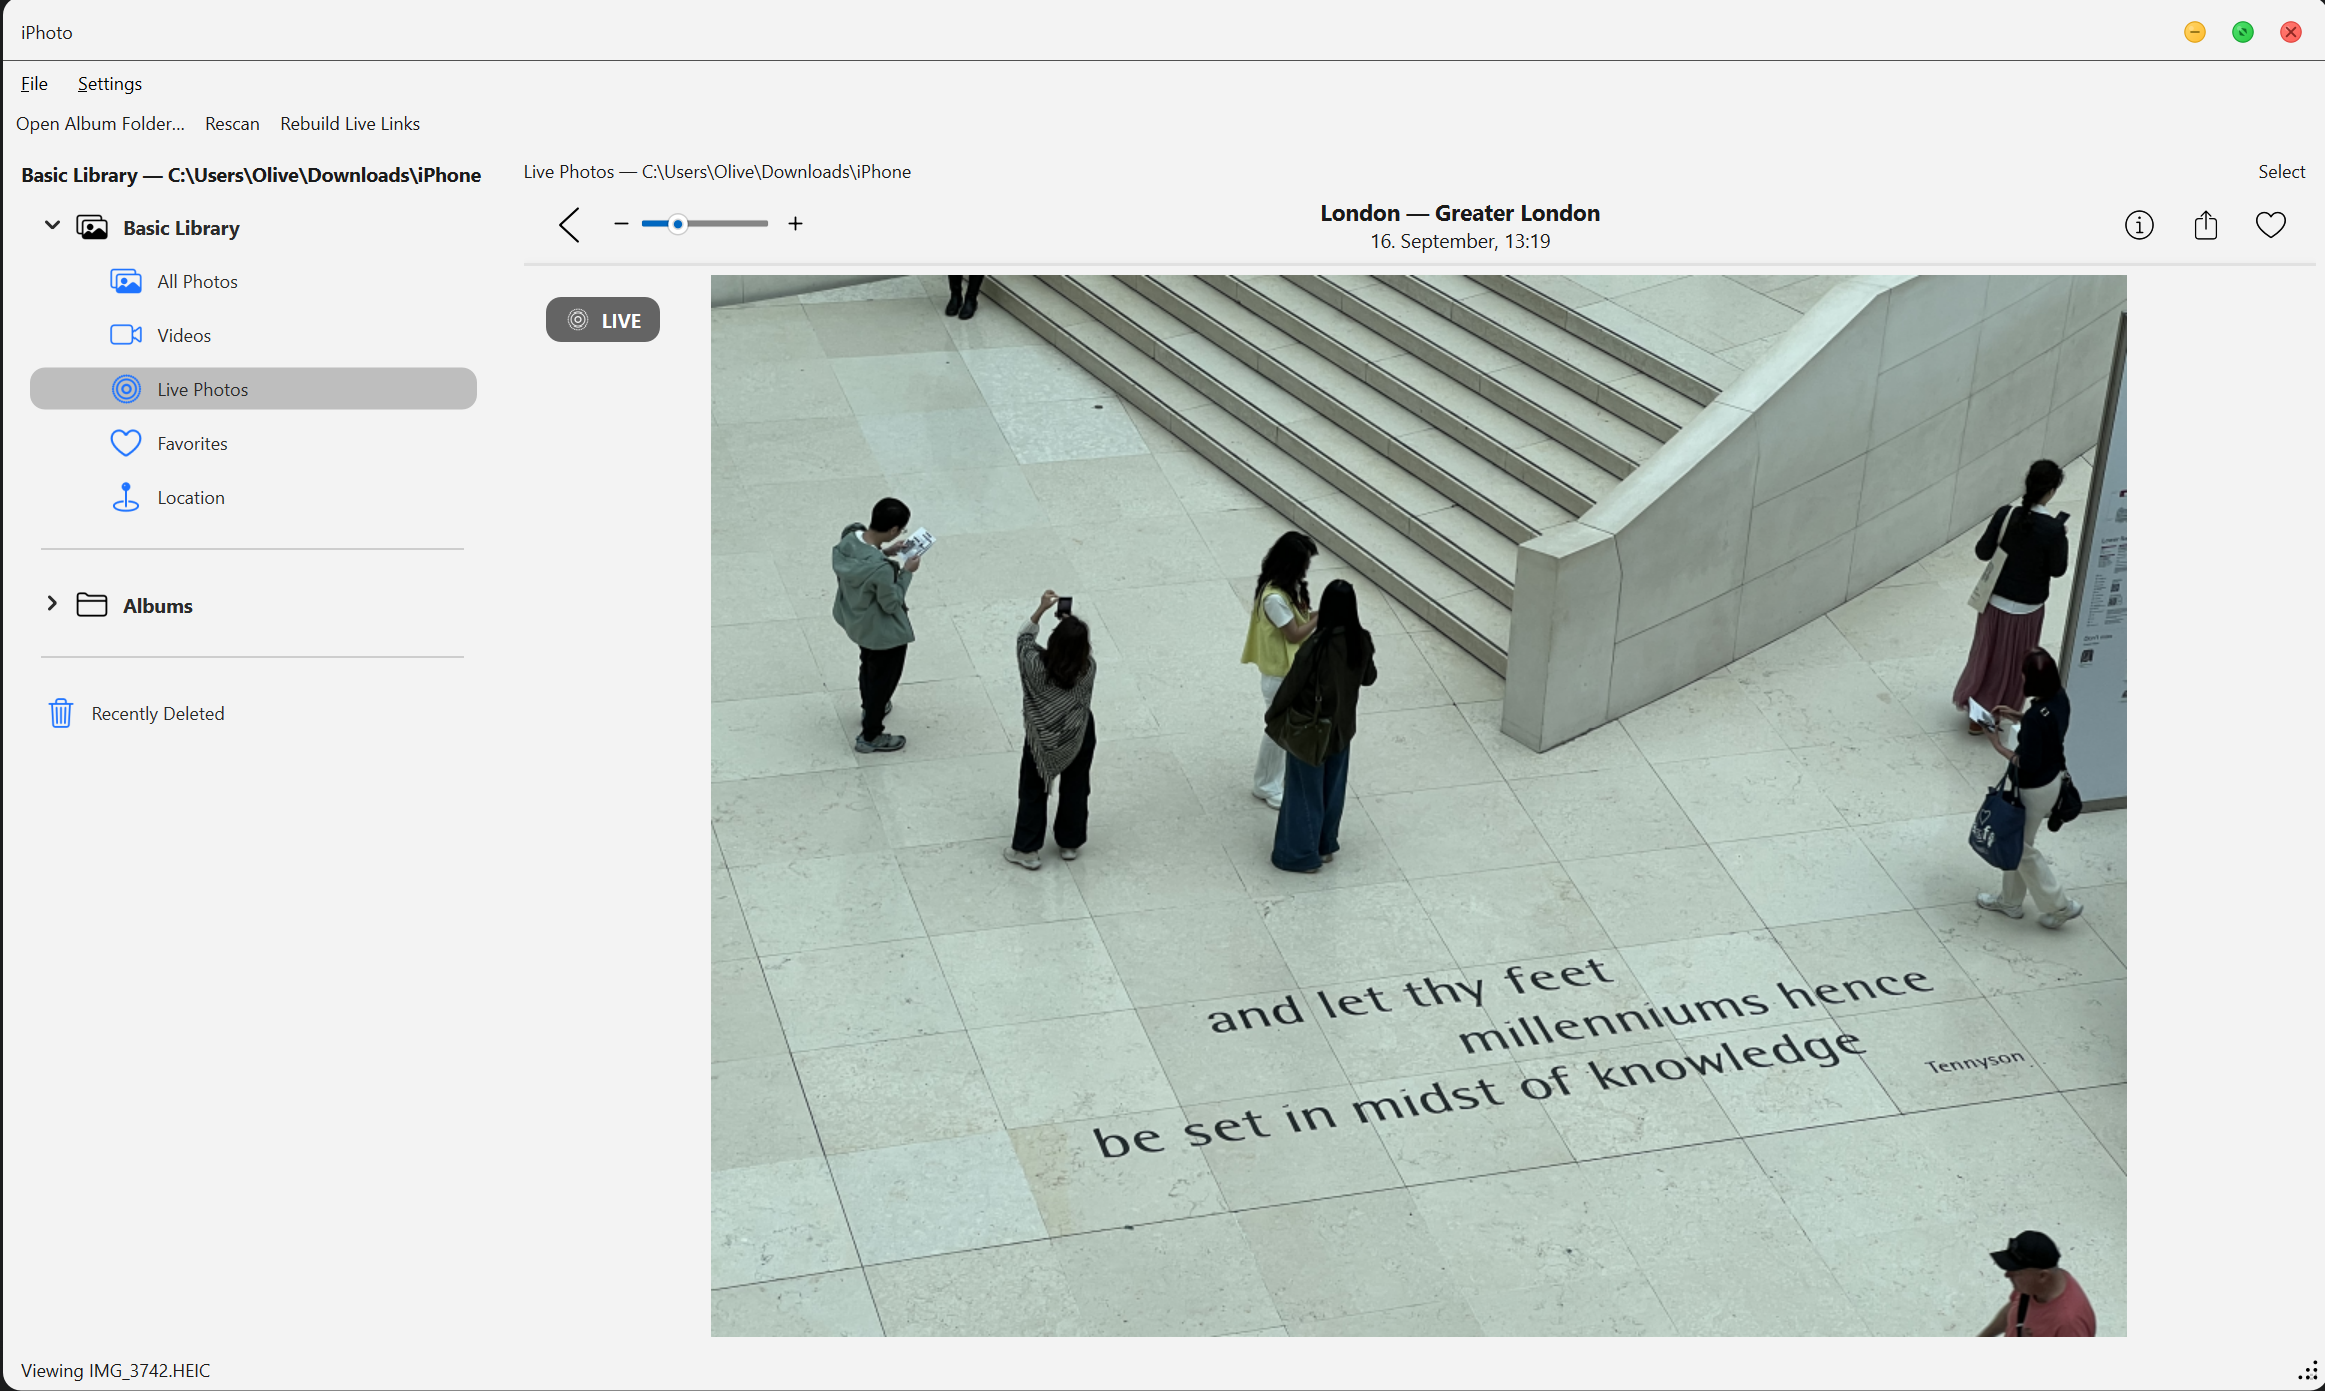 iPhoto
File Settings
Open Album Folder... Rescan Rebuild Live Links
Basic Library — C:\Users\Olive\Downloads\iPhone
Basic Library
All Photos
Videos
Live Photos
Favorites
Location
Albums
Recently Deleted
Live Photos — C:\Users\Olive\Downloads\iPhone
Select
London — Greater London
16. September, 13:19
LIVE
and let thy feet
millenniums hence
be set in midst of knowledge
Tennyson
Viewing IMG_3742.HEIC